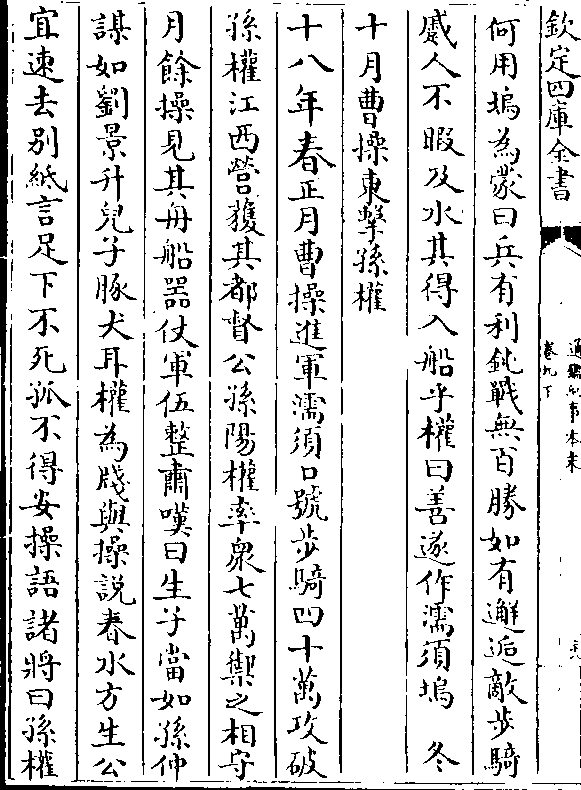 欽定四庫全書
通鑑紀事本末
卷九下
何用塢為蒙曰兵有利鈍戰無百勝如有邂逅敵步騎
蹙人不暇及水其得入船乎權曰善遂作濡須塢　冬
十月曹操東擊孫權
十八年春正月曹操進軍濡須口號步騎四十萬攻破
孫權江西營獲其都督公孫陽權率衆七萬禦之相守
月餘操見其舟船器仗軍伍整肅嘆曰生子當如孫仲
謀如劉景升兒子豚犬耳權為牋與操說春水方生公
宜速去別紙言足下不死孤不得安操語諸將曰孫權